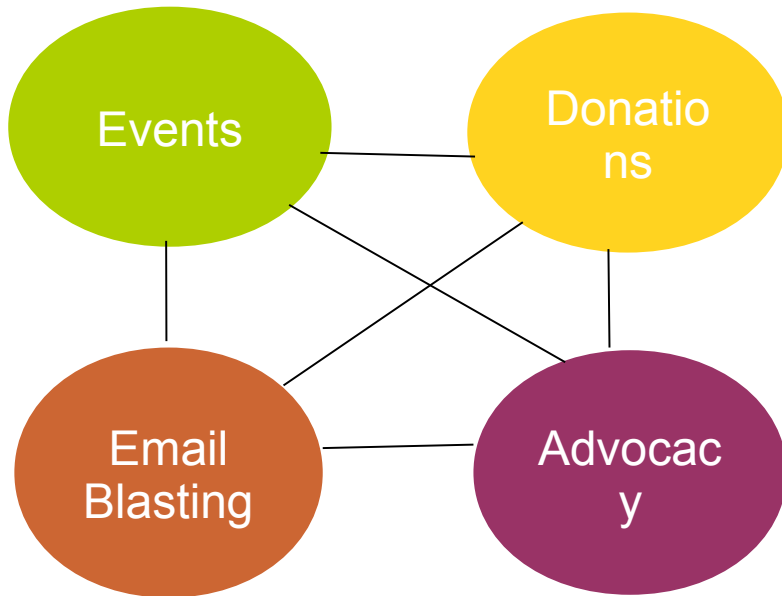 Events
Donatio
ns
Email
Blasting
Advocac
y